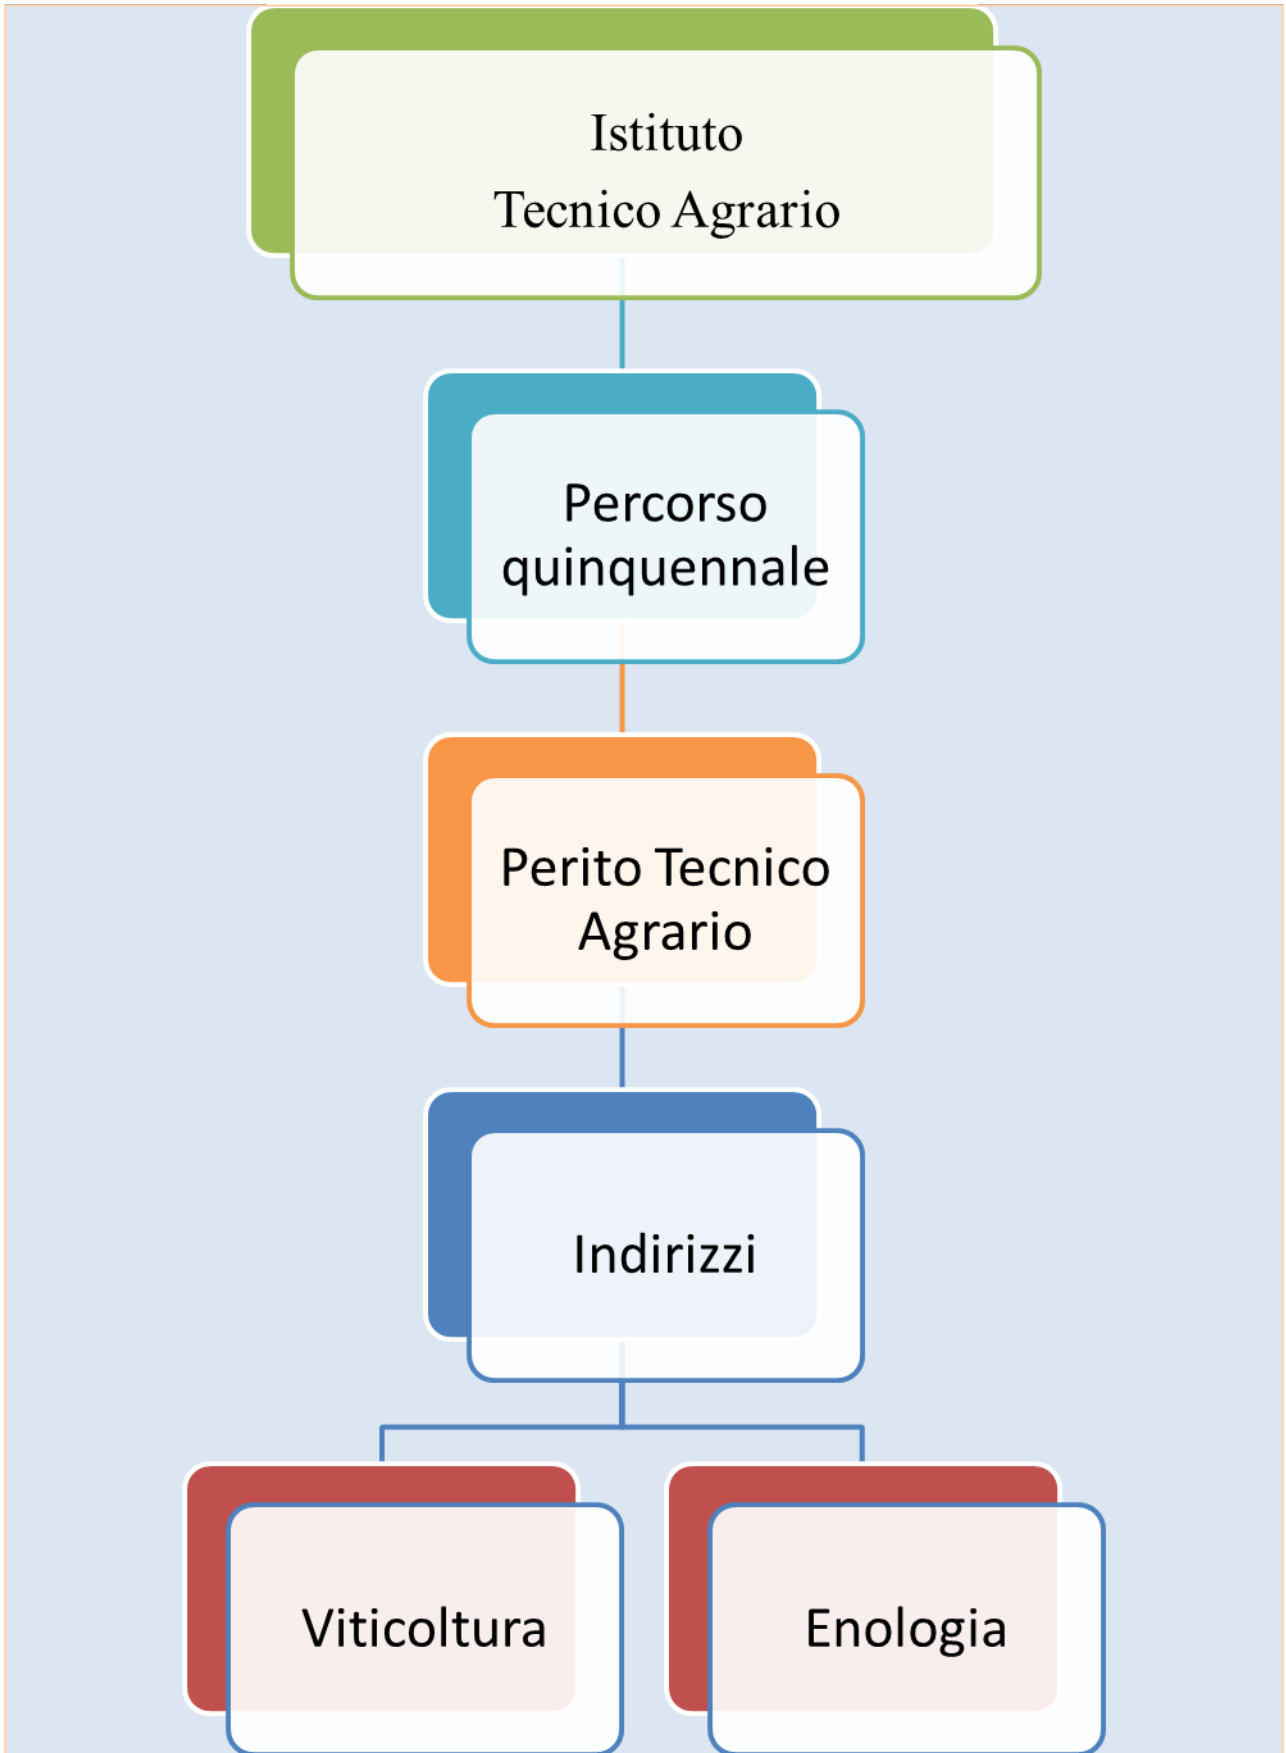 Istituto
Tecnico Agrario
Percorso
quinquennale
Perito Tecnico
Agrario
Indirizzi
Viticoltura
Enologia